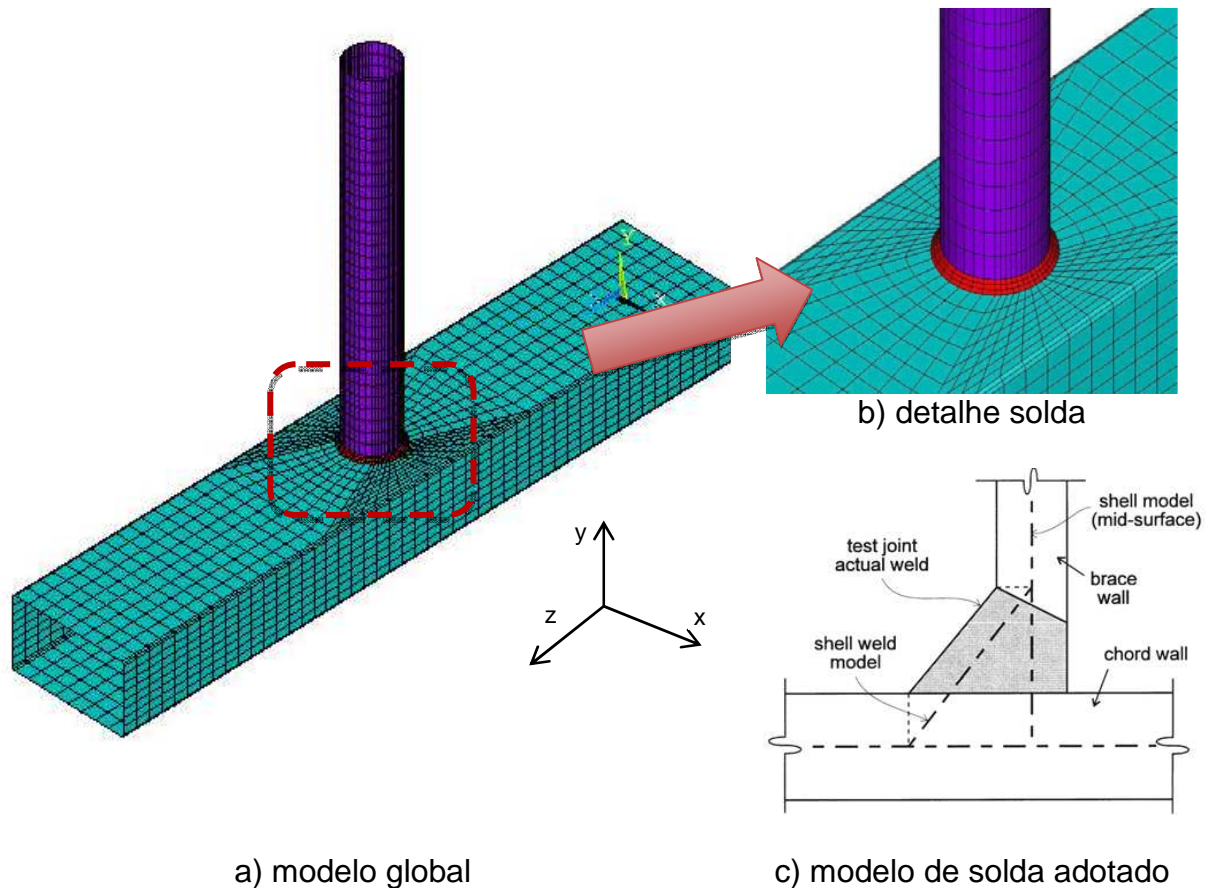 Y
X
y
z
x
b) detalhe solda
shell model
(mid-surface)
test joint
actual weld
brace
wall
shell weld
model
chord wall
a) modelo global
c) modelo de solda adotado